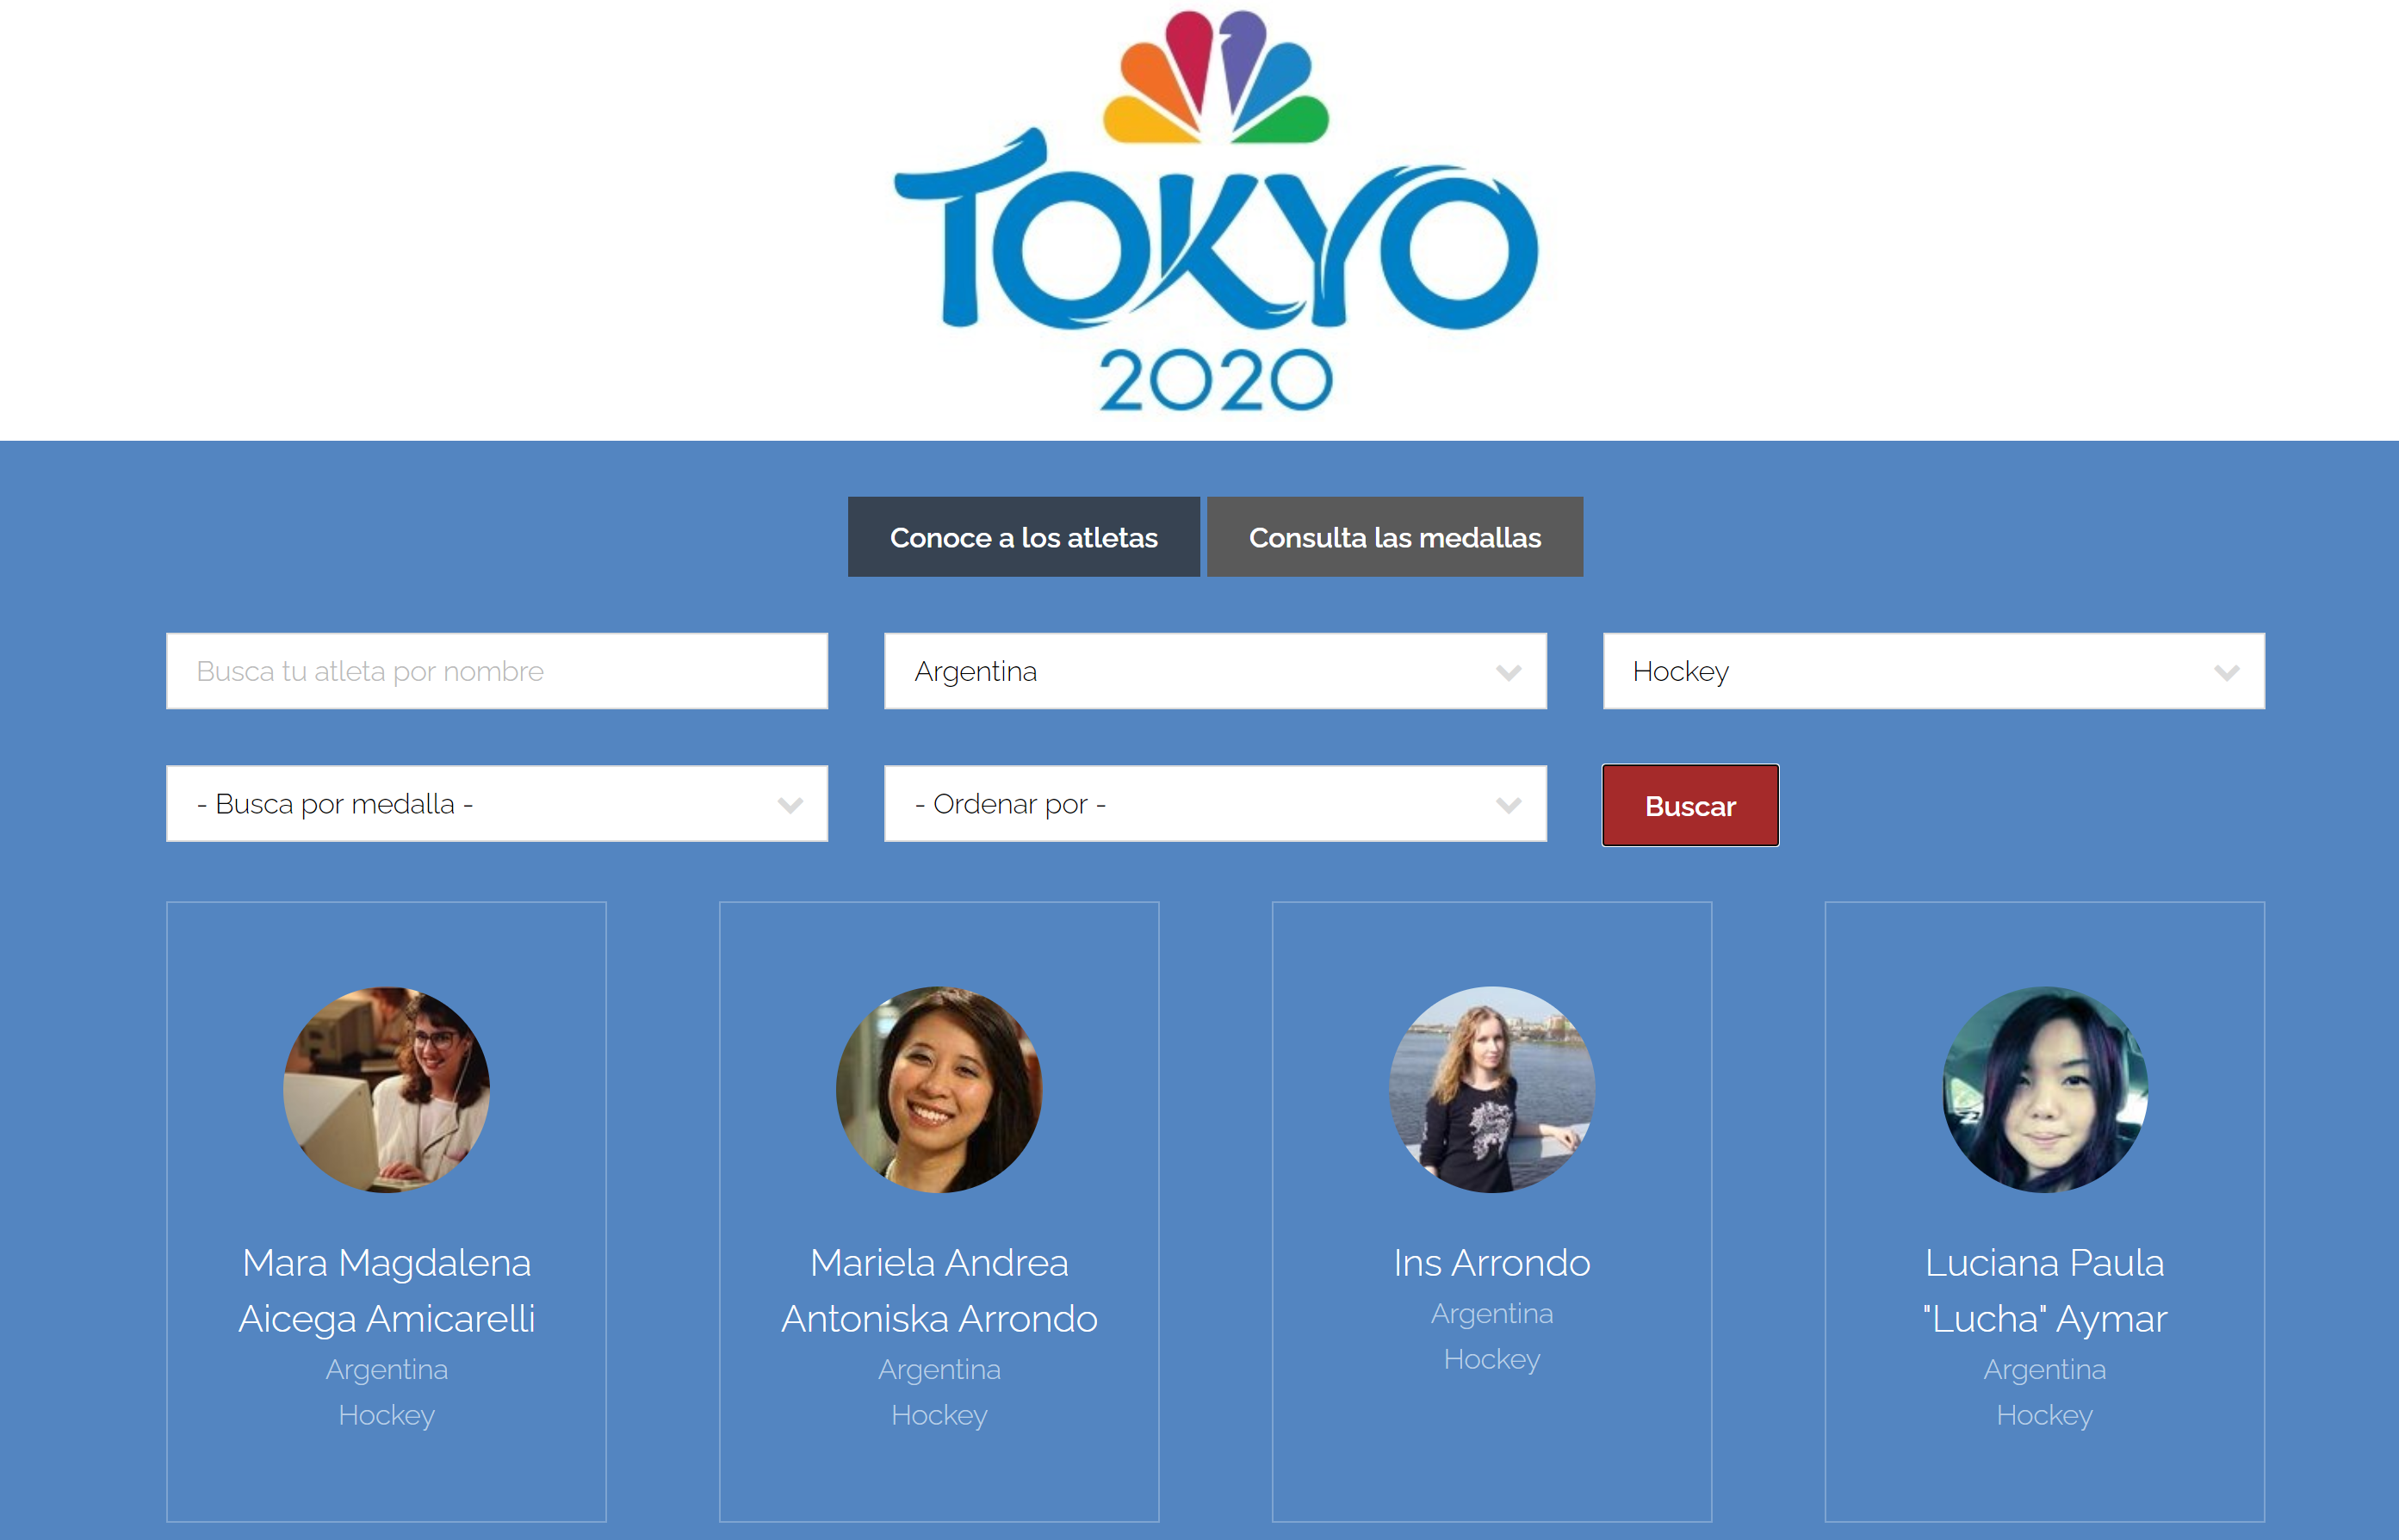 TOKYO
2020
Conoce a los atletas
Consulta las medallas
Busca tu atleta por nombre
Argentina
Hockey
- Busca por medalla -
- Ordenar por -
Buscar
Mara Magdalena
Aicega Amicarelli
Argentina
Hockey
Mariela Andrea
Antoniska Arrondo
Argentina
Hockey
Ins Arrondo
Argentina
Hockey
Luciana Paula
"Lucha" Aymar
Argentina
Hockey